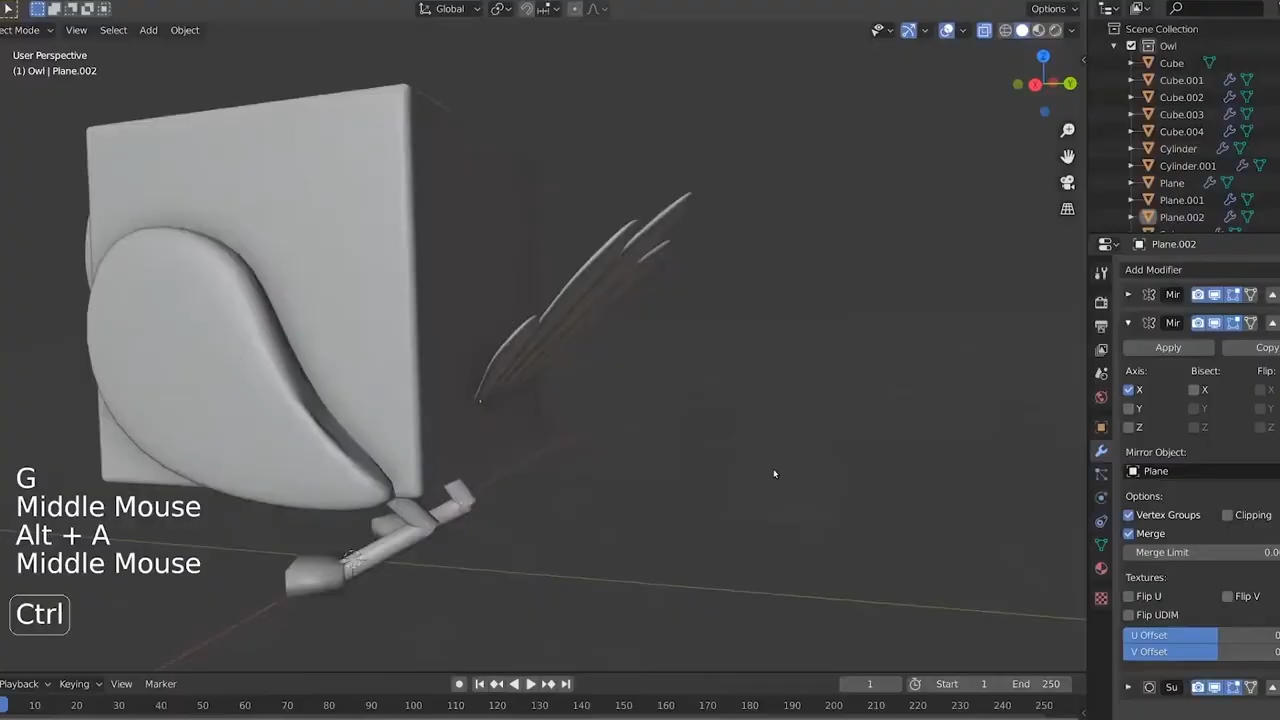 Global
Options
ect Mode
View
Select
Add
Object
User Perspective
(1) Owl | Plane.002
X
Y
Z
G
Middle Mouse
Alt + A
Middle Mouse
Ctrl
Scene Collection
Owl
Cube
Cube.001
Cube.002
Cube.003
Cube.004
Cylinder
Cylinder.001
Plane
Plane.001
Plane.002
Plane.002
Add Modifier
Mir
Mir
Apply
Copy
Axis:
Bisect:
Flip:
X
X
X
Y
Y
Y
Z
Z
Z
Mirror Object:
Plane
Options:
Vertex Groups
Clipping
Merge
Merge Limit
0.0
Textures:
Flip U
Flip V
Flip UDIM
U Offset
0
V Offset
0
Su
Playback
Keying
View
Marker
1
Start
1
End
250
10
20
30
40
50
60
70
80
90
100
110
120
130
140
150
160
170
180
190
200
210
220
230
240
250